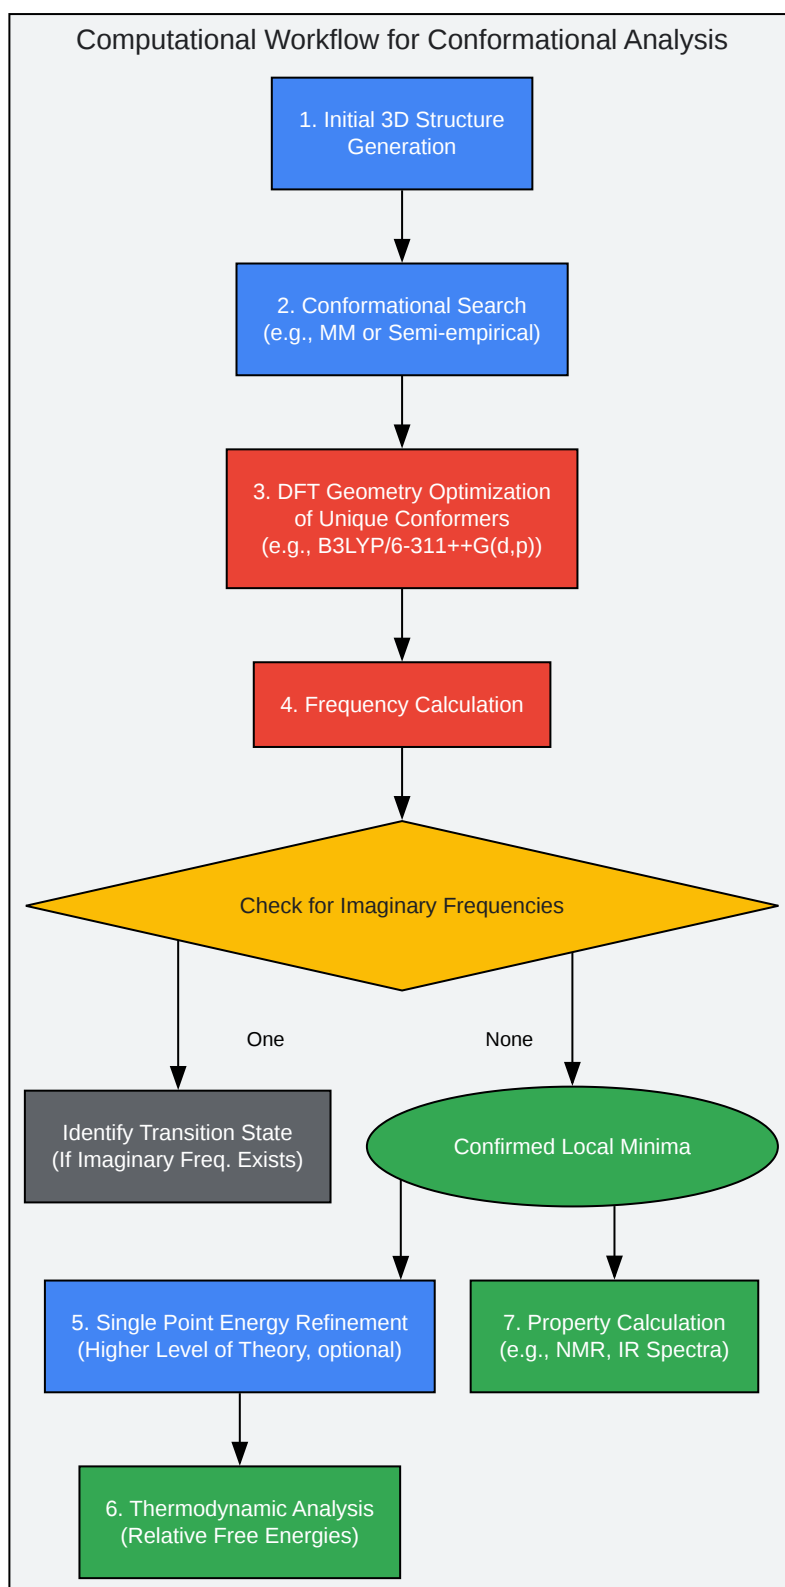 Computational Workflow for Conformational Analysis
1. Initial 3D Structure
Generation
2. Conformational Search
(e.g., MM or Semi-empirical)
3. DFT Geometry Optimization
of Unique Conformers
(e.g., B3LYP/6-311++G(d,p))
4. Frequency Calculation
Check for Imaginary Frequencies
One
None
Identify Transition State
(If Imaginary Freq. Exists)
Confirmed Local Minima
5. Single Point Energy Refinement
(Higher Level of Theory, optional)
7. Property Calculation
(e.g., NMR, IR Spectra)
6. Thermodynamic Analysis
(Relative Free Energies)